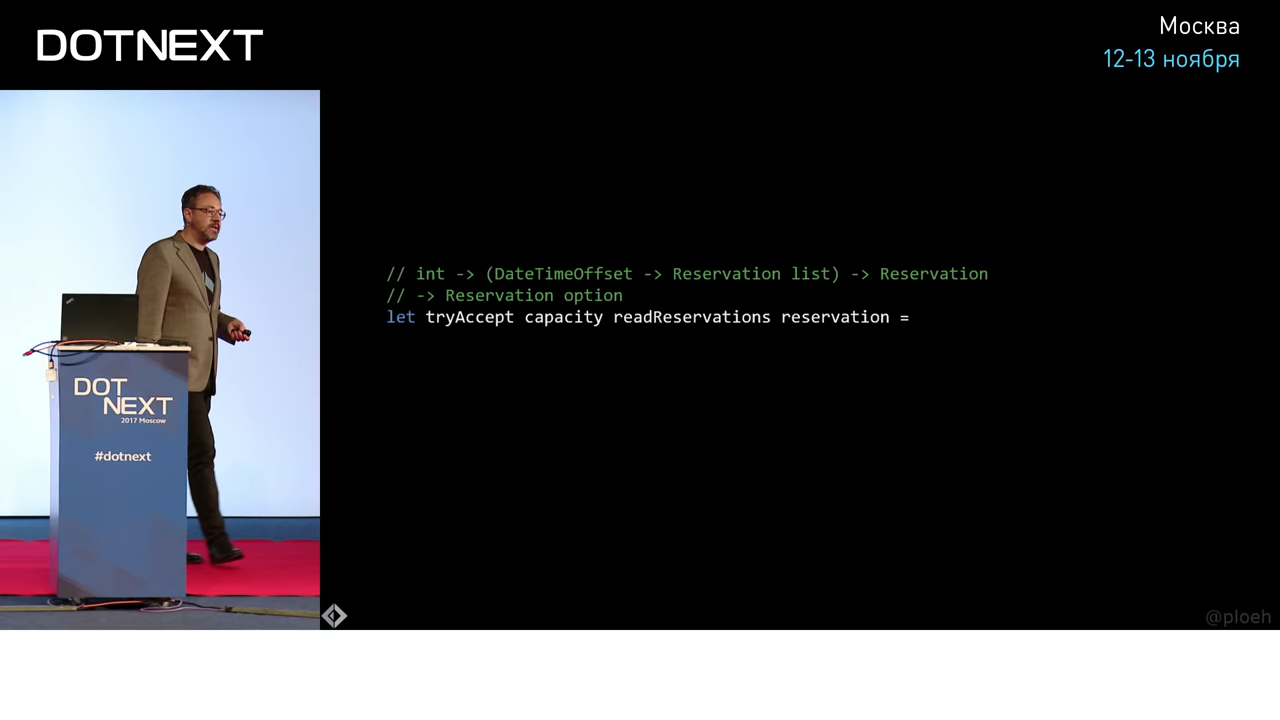 DOTNEXT
Москва
12-13 ноября
// int -> (DateTimeOffset -> Reservation list) -> Reservation
// -> Reservation option
let tryAccept capacity readReservations reservation =
DOT
NEXT
2017 Moscow
#dotnext
@ploeh